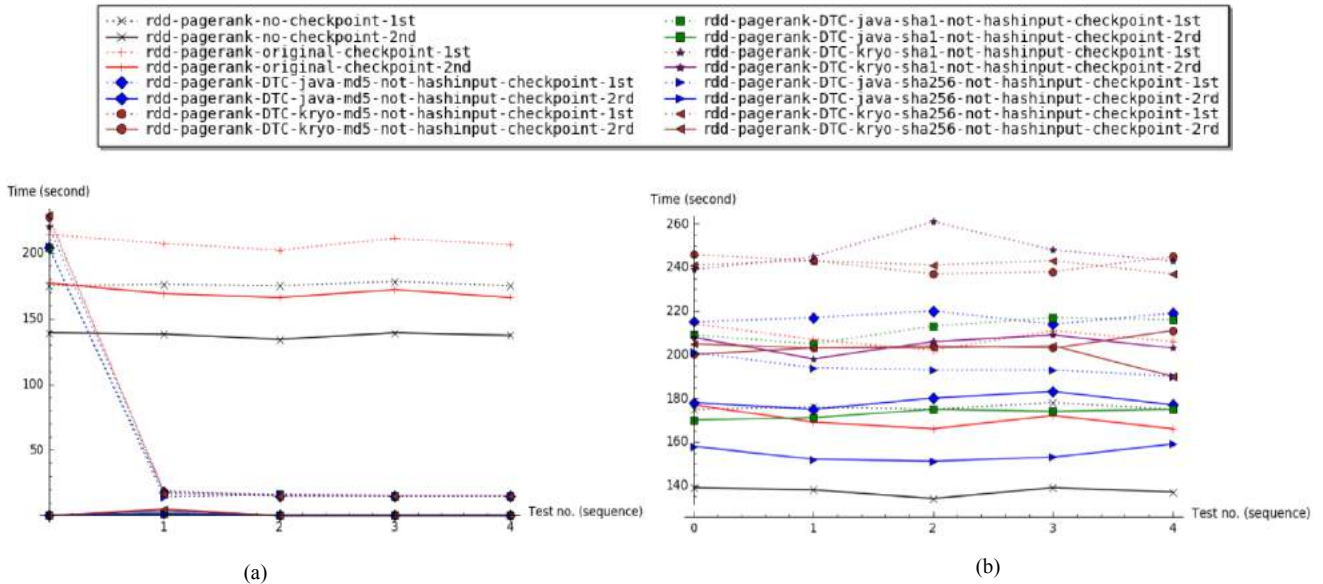 rdd-pagerank-no-checkpoint-1st
rdd-pagerank-no-checkpoint-2nd
rdd-pagerank-original-checkpoint-1st
rdd-pagerank-original-checkpoint-2nd
rdd-pagerank-DTC-java-md5-not-hashinput-checkpoint-1st
rdd-pagerank-DTC-java-md5-not-hashinput-checkpoint-2rd
rdd-pagerank-DTC-kryo-md5-not-hashinput-checkpoint-1st
rdd-pagerank-DTC-kryo-md5-not-hashinput-checkpoint-2rd
rdd-pagerank-DTC-java-sha1-not-hashinput-checkpoint-1st
rdd-pagerank-DTC-java-sha1-not-hashinput-checkpoint-2rd
rdd-pagerank-DTC-kryo-sha1-not-hashinput-checkpoint-1st
rdd-pagerank-DTC-kryo-sha1-not-hashinput-checkpoint-2rd
rdd-pagerank-DTC-java-sha256-not-hashinput-checkpoint-1st
rdd-pagerank-DTC-java-sha256-not-hashinput-checkpoint-2rd
rdd-pagerank-DTC-kryo-sha256-not-hashinput-checkpoint-1st
rdd-pagerank-DTC-kryo-sha256-not-hashinput-checkpoint-2rd
Time (second)
200
150
100
50
1 2 3 4
Test no. (sequence)
(a)
Time (second)
260
240
220
200
180
160
140
0 1 2 3 4
Test no. (sequence)
(b)